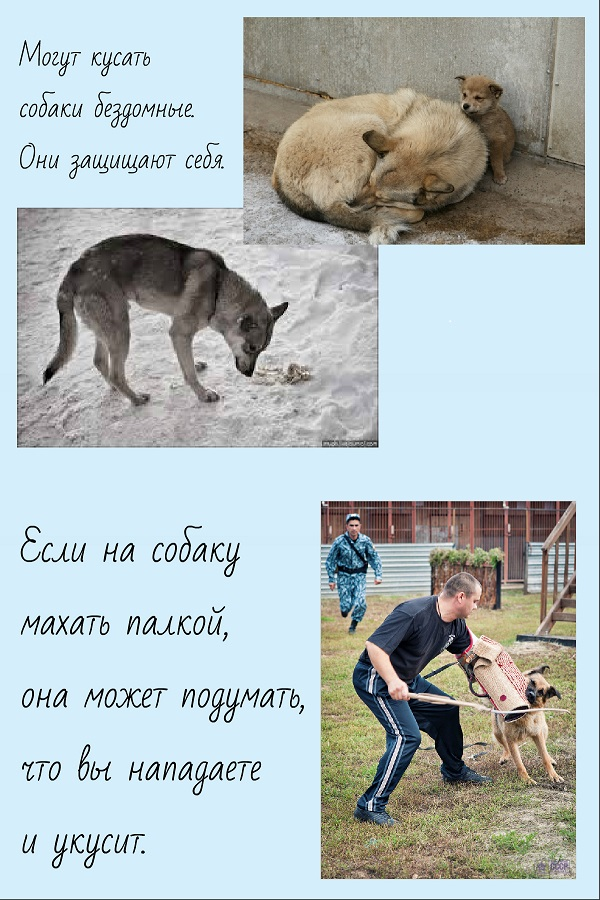 Могут кусать
собаки бездомные.
Они защищают себя.
Если на собаку
махать палкой,
она может подумать,
что вы нападаете
и укусит.